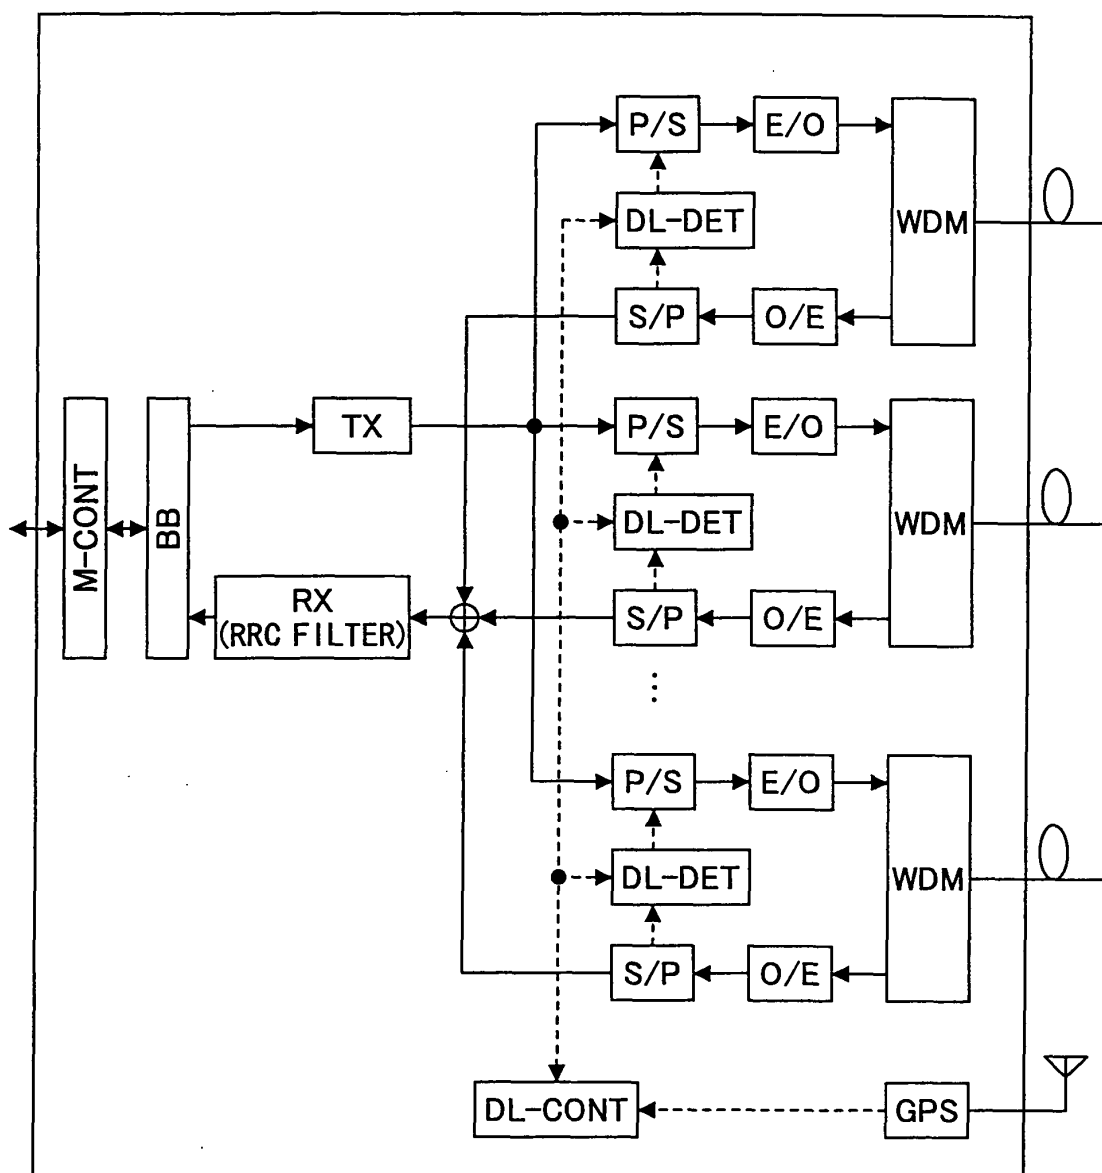 P/S
E/O
DL-DET
WDM
S/P
O/E
M-CONT
BB
TX
P/S
E/O
DL-DET
WDM
RX
(RRC FILTER)
S/P
O/E
P/S
E/O
DL-DET
WDM
S/P
O/E
DL-CONT
GPS